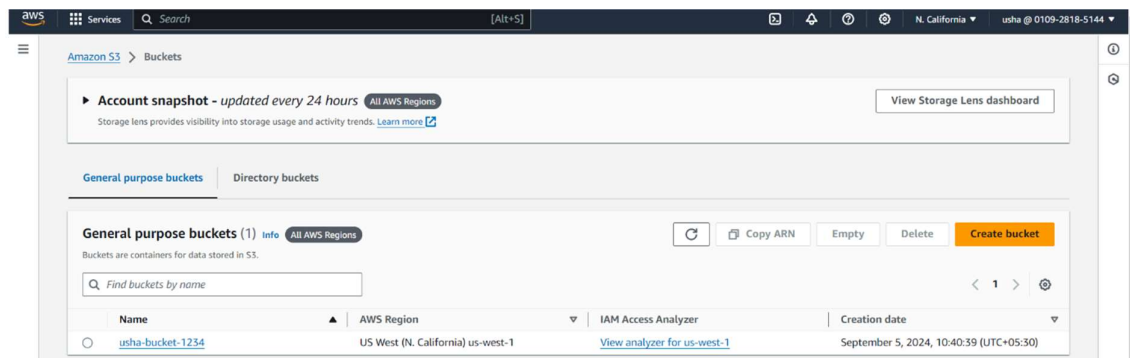 aws Services Search [Alt+S] N. California ▼ usha @ 0109-2818-5144 ▼
Amazon S3 > Buckets
Account snapshot - updated every 24 hours All AWS Regions View Storage Lens dashboard
Storage lens provides visibility into storage usage and activity trends. Learn more
General purpose buckets Directory buckets
General purpose buckets (1) Info All AWS Regions Copy ARN Empty Delete Create bucket
Buckets are containers for data stored in S3.
Find buckets by name < 1 >
Name AWS Region IAM Access Analyzer Creation date
usha-bucket-1234 US West (N. California) us-west-1 View analyzer for us-west-1 September 5, 2024, 10:40:39 (UTC+05:30)